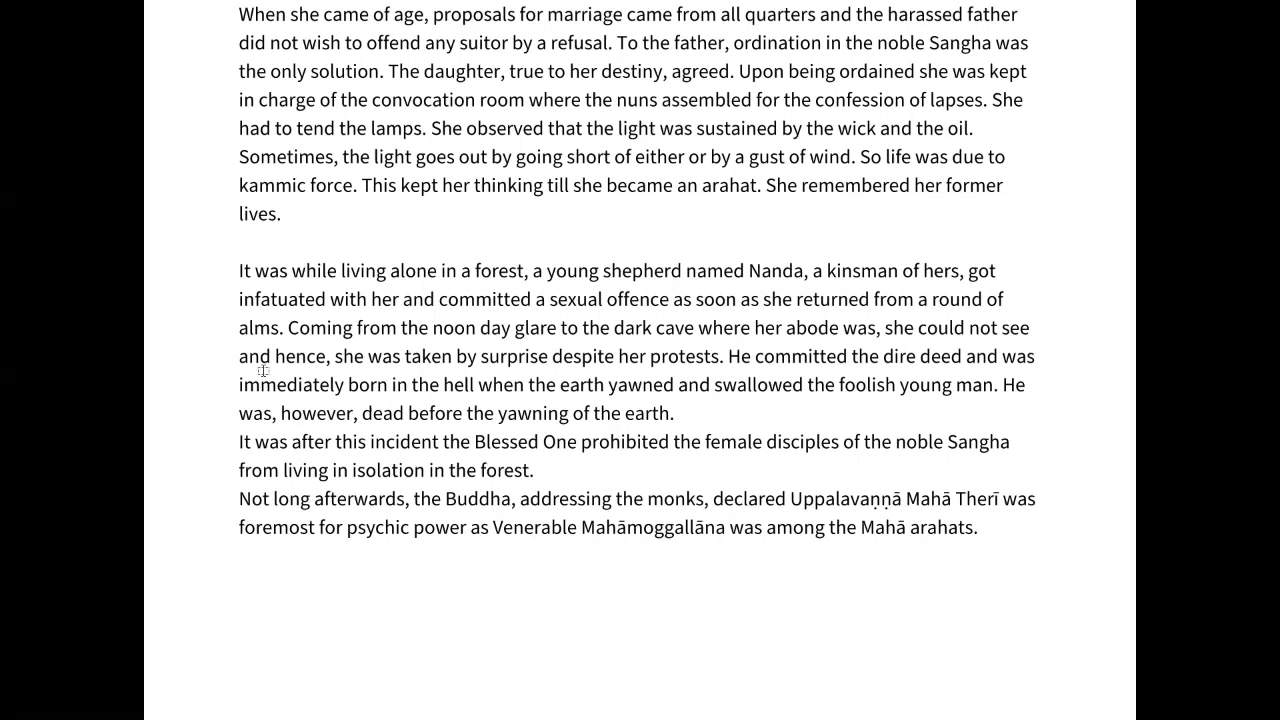 When she came of age, proposals for marriage came from all quarters and the harassed father
did not wish to offend any suitor by a refusal. To the father, ordination in the noble Sangha was
the only solution. The daughter, true to her destiny, agreed. Upon being ordained she was kept
in charge of the convocation room where the nuns assembled for the confession of lapses. She
had to tend the lamps. She observed that the light was sustained by the wick and the oil.
Sometimes, the light goes out by going short of either or by a gust of wind. So life was due to
kammic force. This kept her thinking till she became an arahat. She remembered her former
lives.
It was while living alone in a forest, a young shepherd named Nanda, a kinsman of hers, got
infatuated with her and committed a sexual offence as soon as she returned from a round of
alms. Coming from the noon day glare to the dark cave where her abode was, she could not see
and hence, she was taken by surprise despite her protests. He committed the dire deed and was
immediately born in the hell when the earth yawned and swallowed the foolish young man. He
was, however, dead before the yawning of the earth.
It was after this incident the Blessed One prohibited the female disciples of the noble Sangha
from living in isolation in the forest.
Not long afterwards, the Buddha, addressing the monks, declared Uppalavaṇṇā Mahā Therī was
foremost for psychic power as Venerable Mahāmoggallāna was among the Mahā arahats.